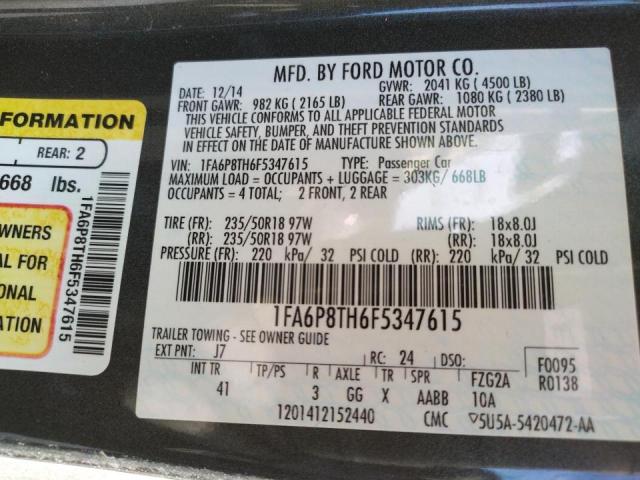 FORMATION
REAR: 2
668 lbs.
WNERS
AL FOR
IONAL
ION
1FA6P8TH6F5347615
MFD. BY FORD MOTOR CO.
DATE: 12/14 GVWR: 2041 KG ( 4500 LB)
FRONT GAWR: 982 KG ( 2165 LB) REAR GAWR: 1080 KG ( 2380 LB)
THIS VEHICLE CONFORMS TO ALL APPLICABLE FEDERAL MOTOR
VEHICLE SAFETY, BUMPER, AND THEFT PREVENTION STANDARDS
IN EFFECT ON THE DATE OF MANUFACTURE SHOWN ABOVE.
VIN: 1FA6P8TH6F5347615 TYPE: Passenger Car
MAXIMUM LOAD = OCCUPANTS + LUGGAGE = 303KG/ 668LB
OCCUPANTS = 4 TOTAL; 2 FRONT, 2 REAR
TIRE (FR): 235/50R18 97W RIMS (FR): 18x8.0J
(RR): 235/50R18 97W (RR): 18x8.0J
PRESSURE (FR): 220 kPa/ 32 PSI COLD (RR): 220 kPa/ 32 PSI COLD
1FA6P8TH6F5347615
TRAILER TOWING - SEE OWNER GUIDE
EXT PNT: J7 RC: 24 DSO: F0095
INT TR TP/PS R AXLE TR SPR FZG2A R0138
41 3 GG X AABB 10A
1201412152440 CMC ▽5U5A-5420472-AA